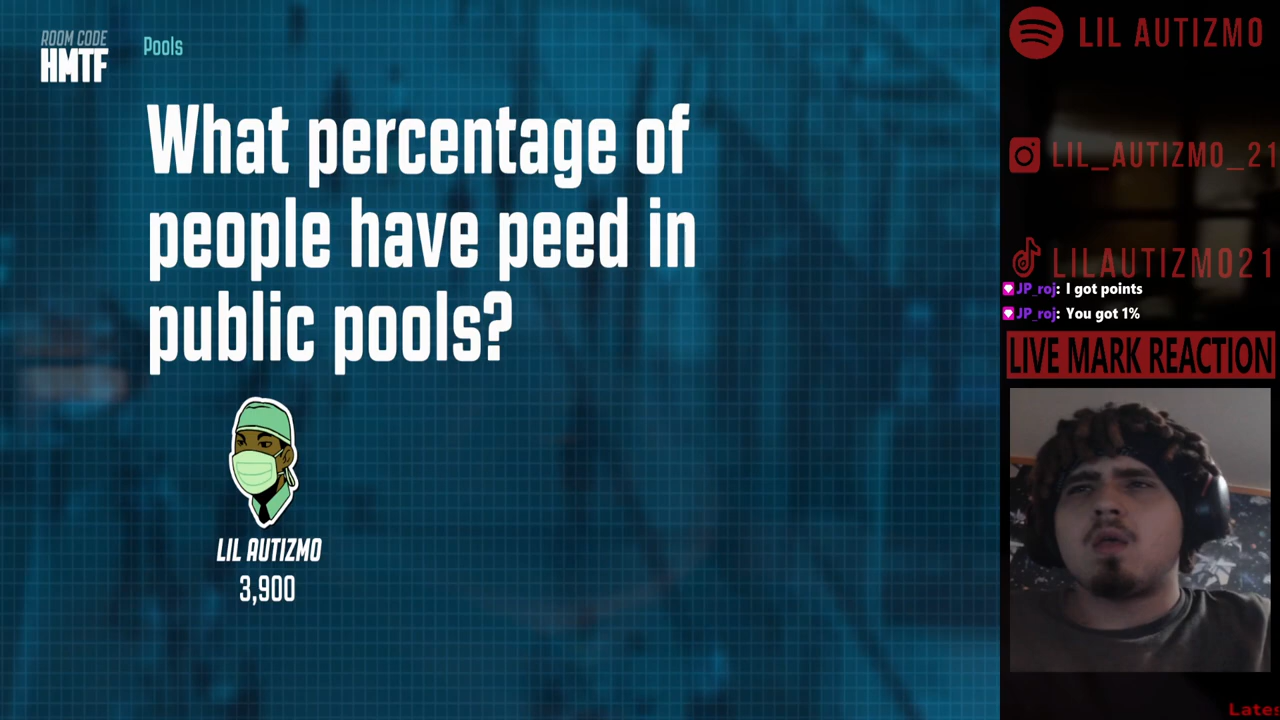 ROOM CODE
HMTF
Pools
What percentage of
people have peed in
public pools?
LIL AUTIZMO
3,900
LIL AUTIZMO
LIL_AUTIZMO_21
LILAUTIZMO21
JP_roj: I got points
JP_roj: You got 1%
LIVE MARK REACTION
Lates